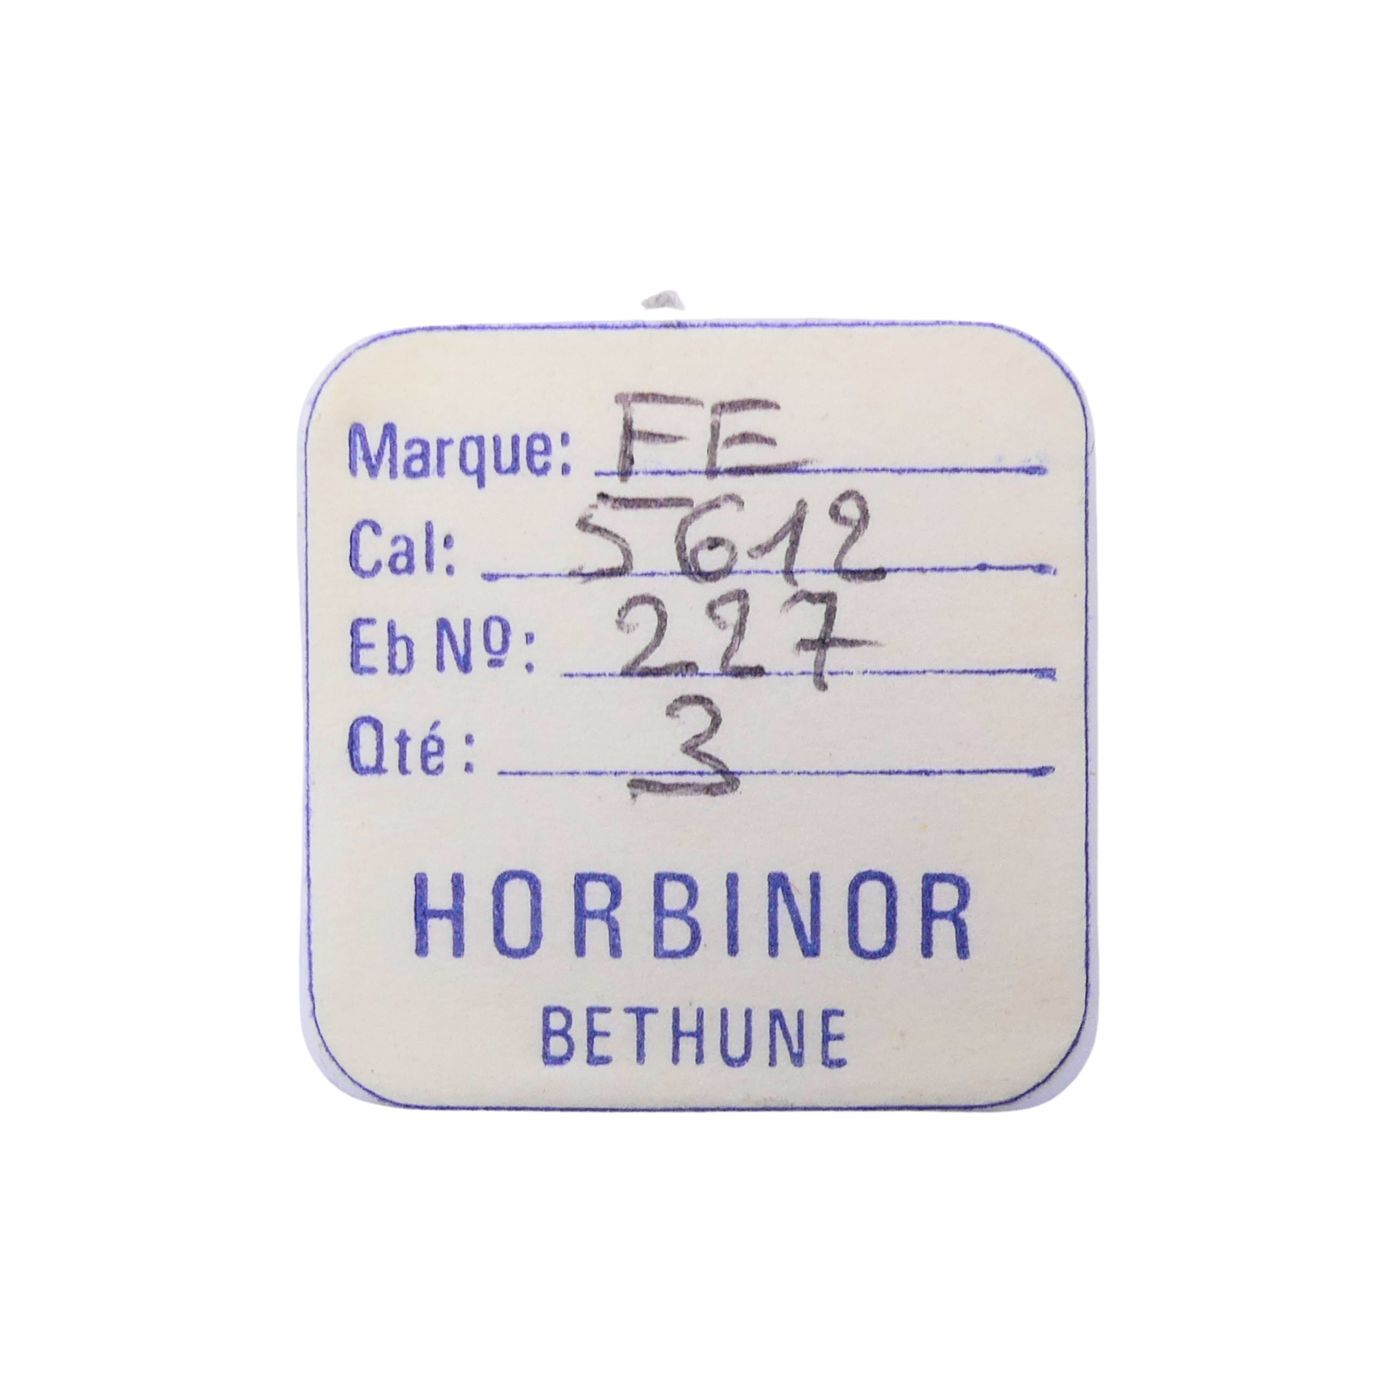 Marque: FE
Cal: 5612
Eb Nº: 227
Qté: 3
HORBINOR
BETHUNE